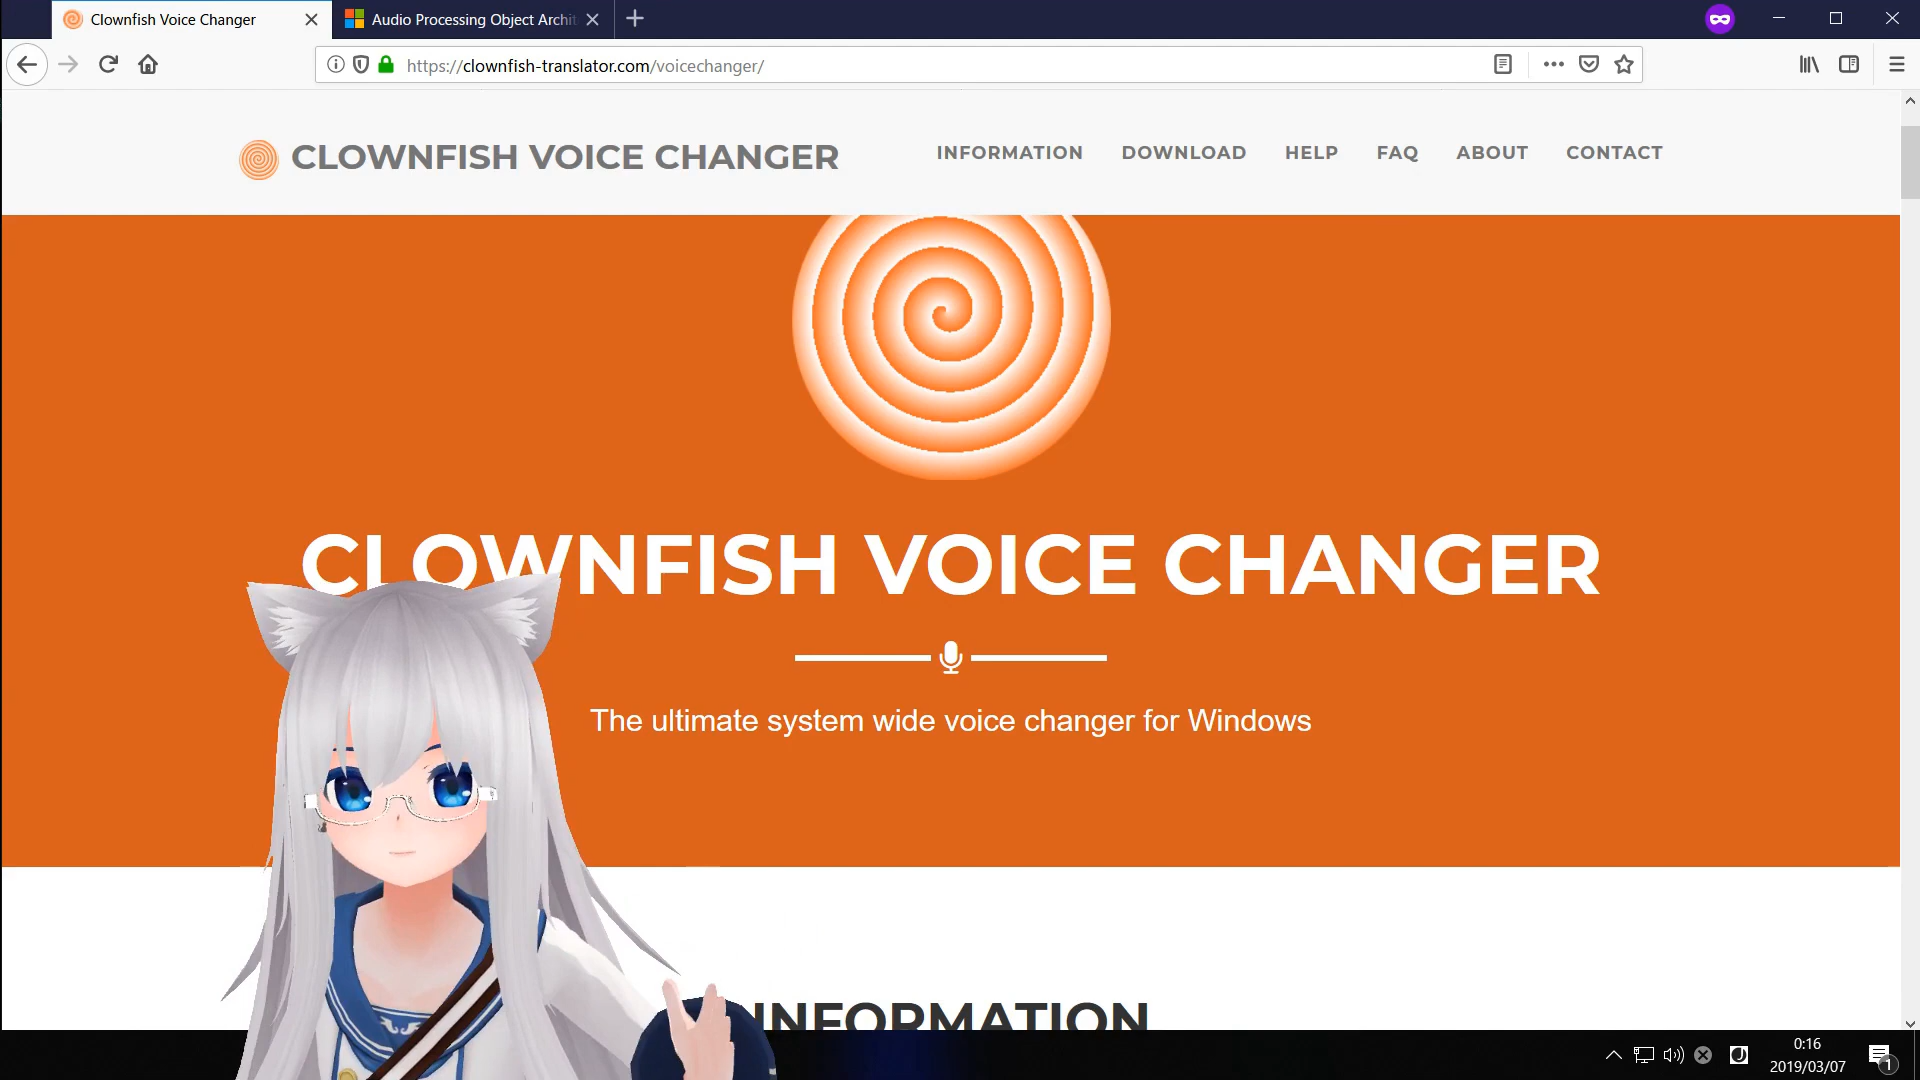 Clownfish Voice Changer
Audio Processing Object Archit
https://clownfish-translator.com/voicechanger/
CLOWNFISH VOICE CHANGER
INFORMATION DOWNLOAD HELP FAQ ABOUT CONTACT
CLOWNFISH VOICE CHANGER
The ultimate system wide voice changer for Windows
INFORMATION
0:16
2019/03/07
1